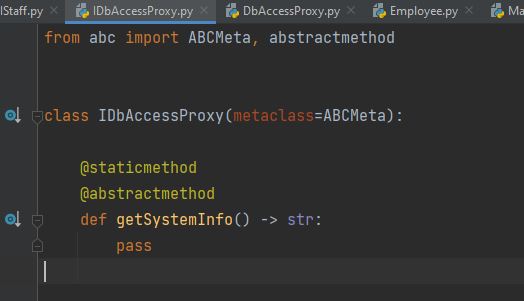 IStaff.py IDbAccessProxy.py DbAccessProxy.py Employee.py Ma
from abc import ABCMeta, abstractmethod
class IDbAccessProxy(metaclass=ABCMeta):
@staticmethod
@abstractmethod
def getSystemInfo() -> str:
pass